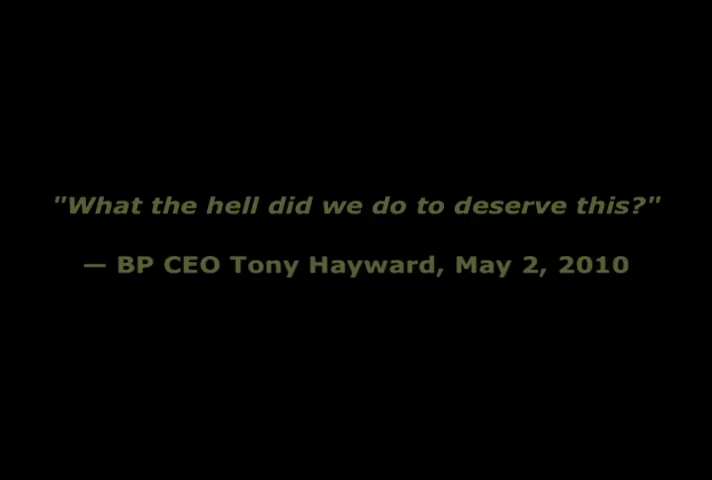 "What the hell did we do to deserve this?"
— BP CEO Tony Hayward, May 2, 2010